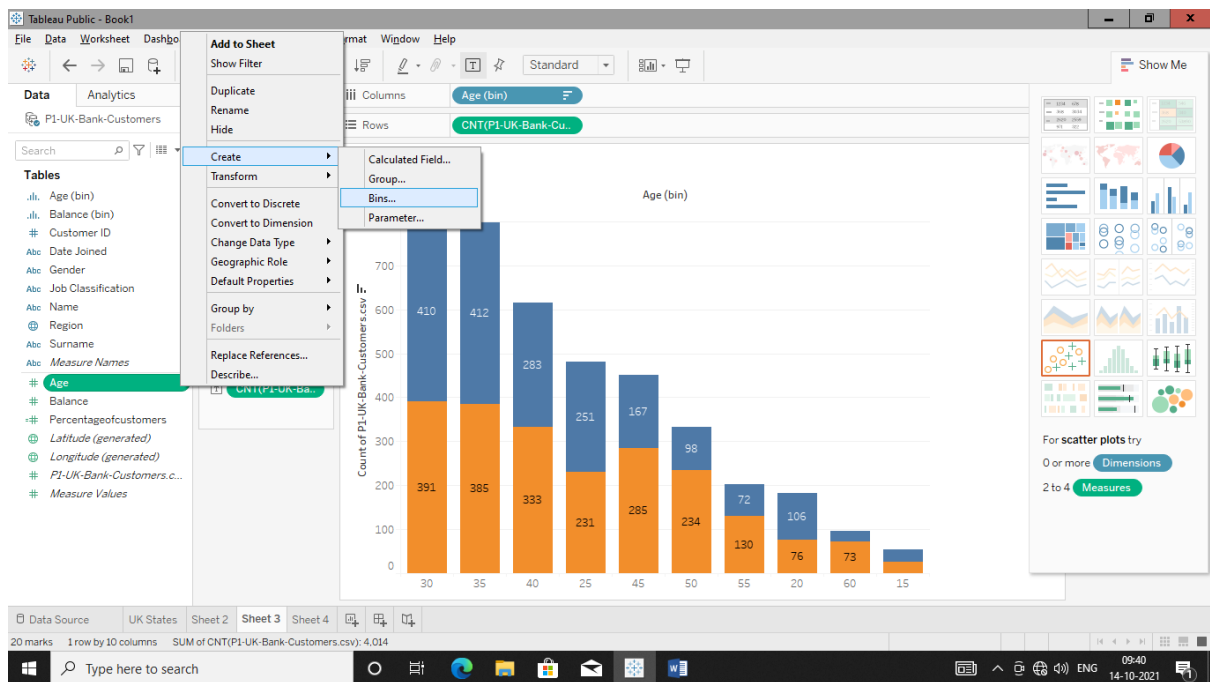 Tableau Public - Book1
File Data Worksheet Dashbo rmat Window Help
Standard
Show Me
Data Analytics
P1-UK-Bank-Customers
Search
Tables
Age (bin)
Balance (bin)
# Customer ID
Abc Date Joined
Abc Gender
Abc Job Classification
Abc Name
Region
Abc Surname
Abc Measure Names
# Age
# Balance
=# Percentageofcustomers
Latitude (generated)
Longitude (generated)
# P1-UK-Bank-Customers.c...
# Measure Values
Add to Sheet
Show Filter
Duplicate
Rename
Hide
Create
Transform
Convert to Discrete
Convert to Dimension
Change Data Type
Geographic Role
Default Properties
Group by
Folders
Replace References...
Describe...
Calculated Field...
Group...
Bins...
Parameter...
T CNT(P1-UK-Ba..
iii Columns Age (bin)
Rows CNT(P1-UK-Bank-Cu..
Age (bin)
Count of P1-UK-Bank-Customers.csv
700
600
500
400
300
200
100
0
410 412 283 251 167 98 72 106
391 385 333 231 285 234 130 76 73
30 35 40 25 45 50 55 20 60 15
For scatter plots try
0 or more Dimensions
2 to 4 Measures
Data Source UK States Sheet 2 Sheet 3 Sheet 4
20 marks 1 row by 10 columns SUM of CNT(P1-UK-Bank-Customers.csv): 4,014
Type here to search
ENG
09:40
14-10-2021
1